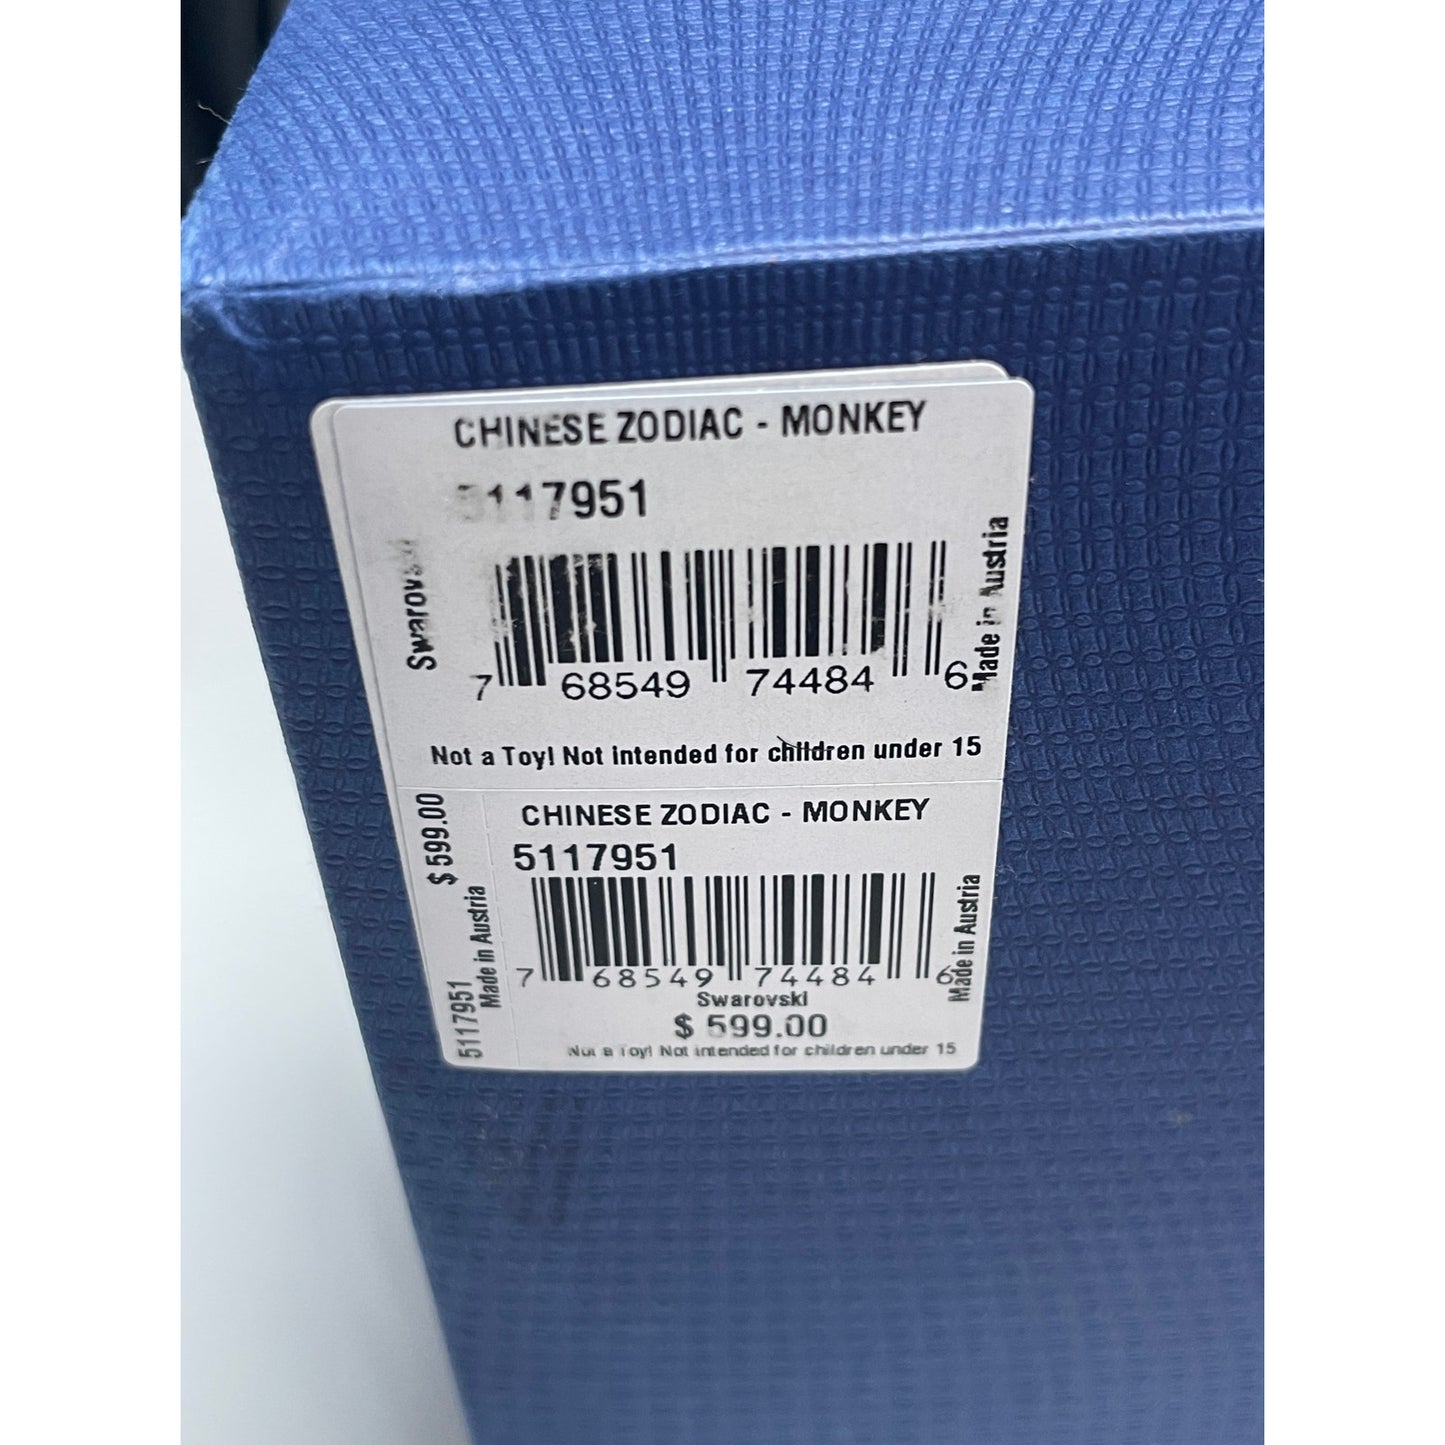 CHINESE ZODIAC - MONKEY
5117951
Swarovski
7 68549 74484 6
Made in Austria
Not a Toy! Not intended for children under 15
$ 599.00
5117951
Made in Austria
CHINESE ZODIAC - MONKEY
5117951
7 68549 74484 6
Made in Austria
Swarovski
$ 599.00
Not a Toy! Not intended for children under 15